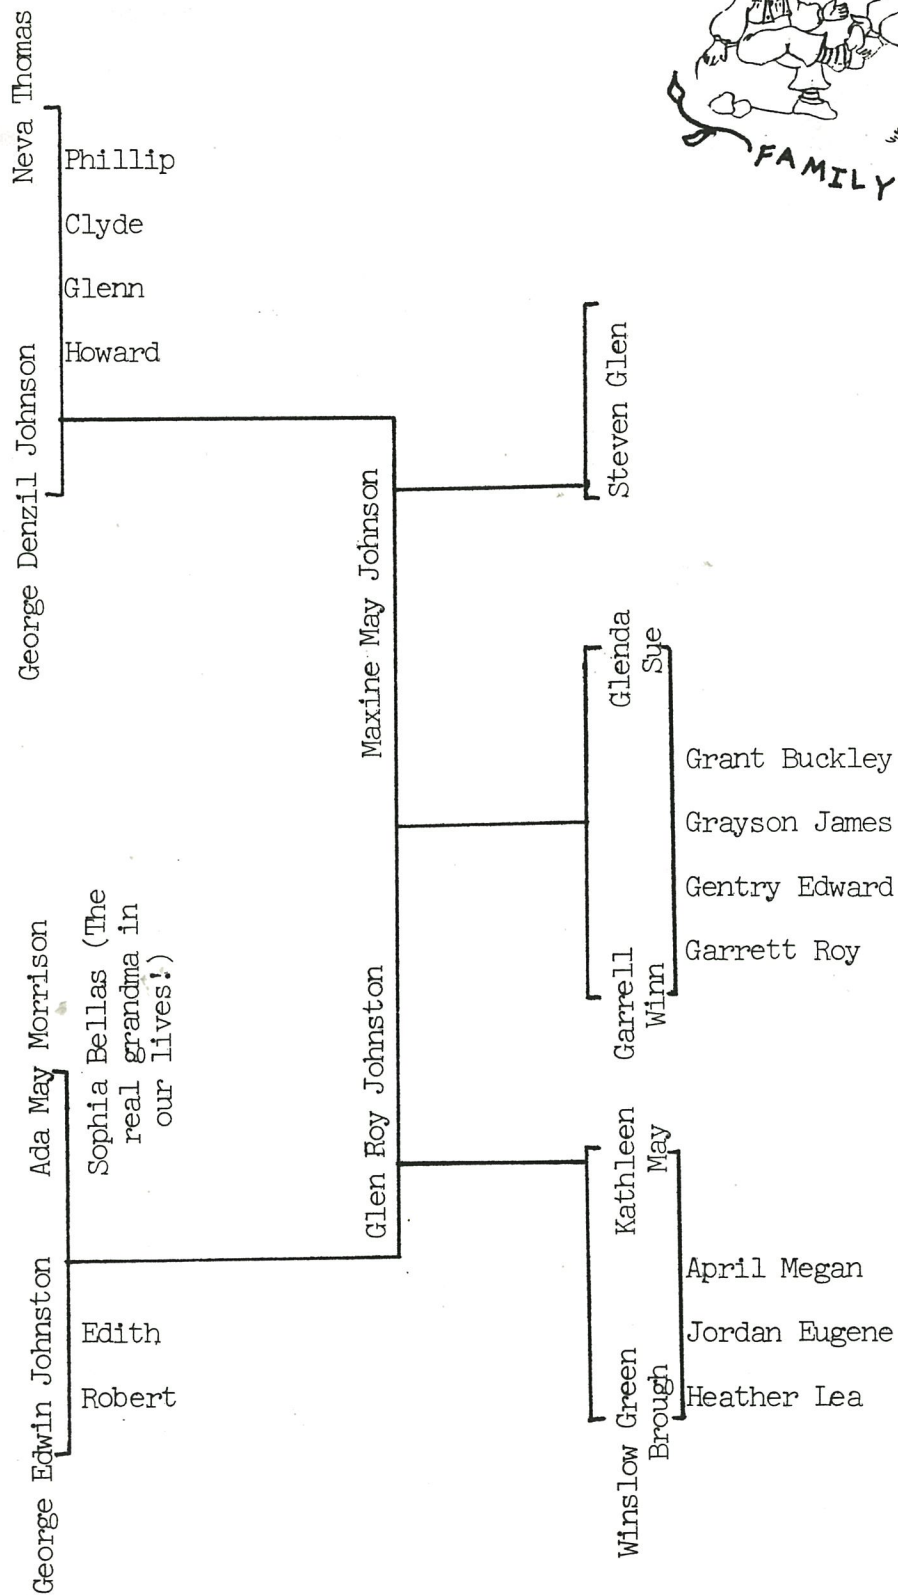 George Edwin Johnston   Ada May Morrison
Robert
Edith
Sophia Bellas (The
real grandma in
our lives!)
George Denzil Johnson   Neva Thomas
Howard
Glenn
Clyde
Phillip
Glen Roy Johnston   Maxine May Johnson
Winslow Green
Brough
Kathleen
May
Heather Lea
Jordan Eugene
April Megan
Garrell
Winn
Glenda
Sue
Garrett Roy
Gentry Edward
Grayson James
Grant Buckley
Steven Glen
FAMILY